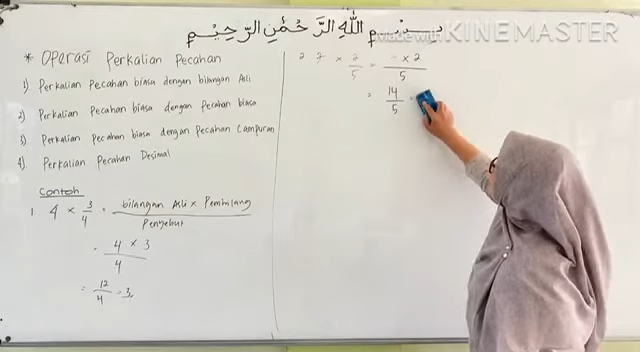 بِسْمِ اللهِ الرَّحْمَنِ الرَّحِيْمِ
Made with KINEMASTER
* Operasi Perkalian Pecahan
1) Perkalian Pecahan biasa dengan bilangan Asli
2) Perkalian Pecahan biasa dengan Pecahan biasa
3) Perkalian Pecahan biasa dengan Pecahan Campuran
4) Perkalian Pecahan Desimal
Contoh
1. 4 × 3/4 = bilangan Asli × Pembilang / Penyebut
= 4 × 3 / 4
= 12/4 = 3
2 7 × 2/5 = × 2 / 5
= 14/5 =